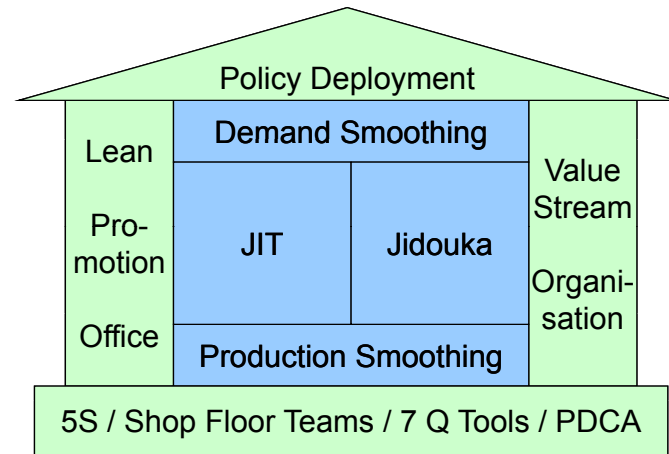 Policy Deployment
Demand Smoothing
Lean
Pro-
motion
Office
JIT
Jidouka
Value
Stream
Organi-
sation
Production Smoothing
5S / Shop Floor Teams / 7 Q Tools / PDCA